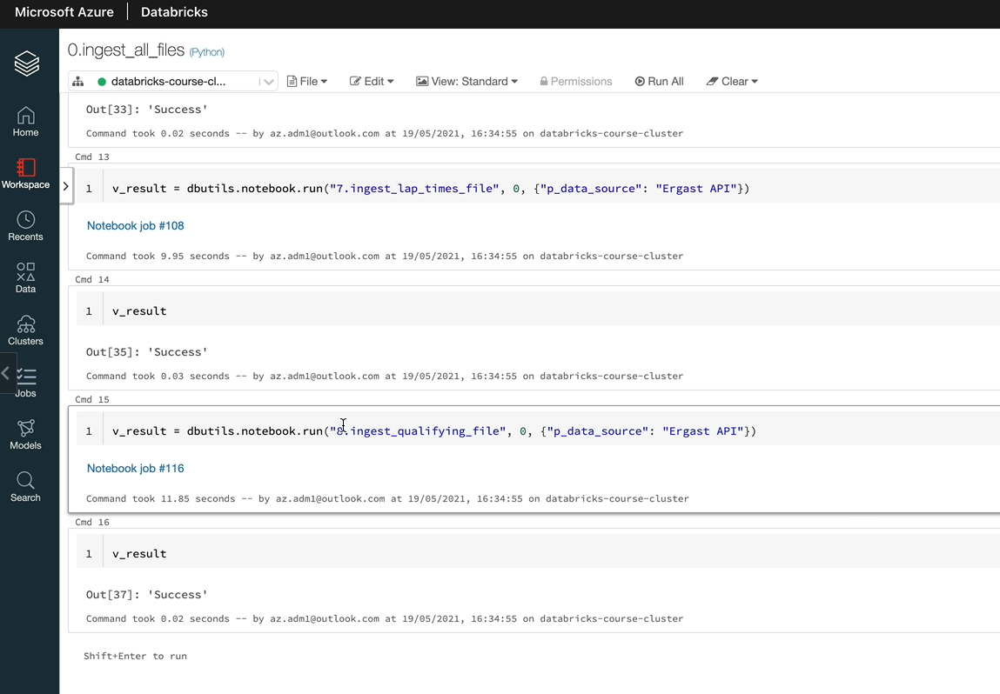 Microsoft Azure | Databricks
0.ingest_all_files (Python)
databricks-course-cl...
File
Edit
View: Standard
Permissions
Run All
Clear
Home
Workspace
Recents
Data
Clusters
Jobs
Models
Search
Out[33]: 'Success'
Command took 0.02 seconds -- by az.adm1@outlook.com at 19/05/2021, 16:34:55 on databricks-course-cluster
Cmd 13
1 v_result = dbutils.notebook.run("7.ingest_lap_times_file", 0, {"p_data_source": "Ergast API"})
Notebook job #108
Command took 9.95 seconds -- by az.adm1@outlook.com at 19/05/2021, 16:34:55 on databricks-course-cluster
Cmd 14
1 v_result
Out[35]: 'Success'
Command took 0.03 seconds -- by az.adm1@outlook.com at 19/05/2021, 16:34:55 on databricks-course-cluster
Cmd 15
1 v_result = dbutils.notebook.run("8.ingest_qualifying_file", 0, {"p_data_source": "Ergast API"})
Notebook job #116
Command took 11.85 seconds -- by az.adm1@outlook.com at 19/05/2021, 16:34:55 on databricks-course-cluster
Cmd 16
1 v_result
Out[37]: 'Success'
Command took 0.02 seconds -- by az.adm1@outlook.com at 19/05/2021, 16:34:55 on databricks-course-cluster
Shift+Enter to run